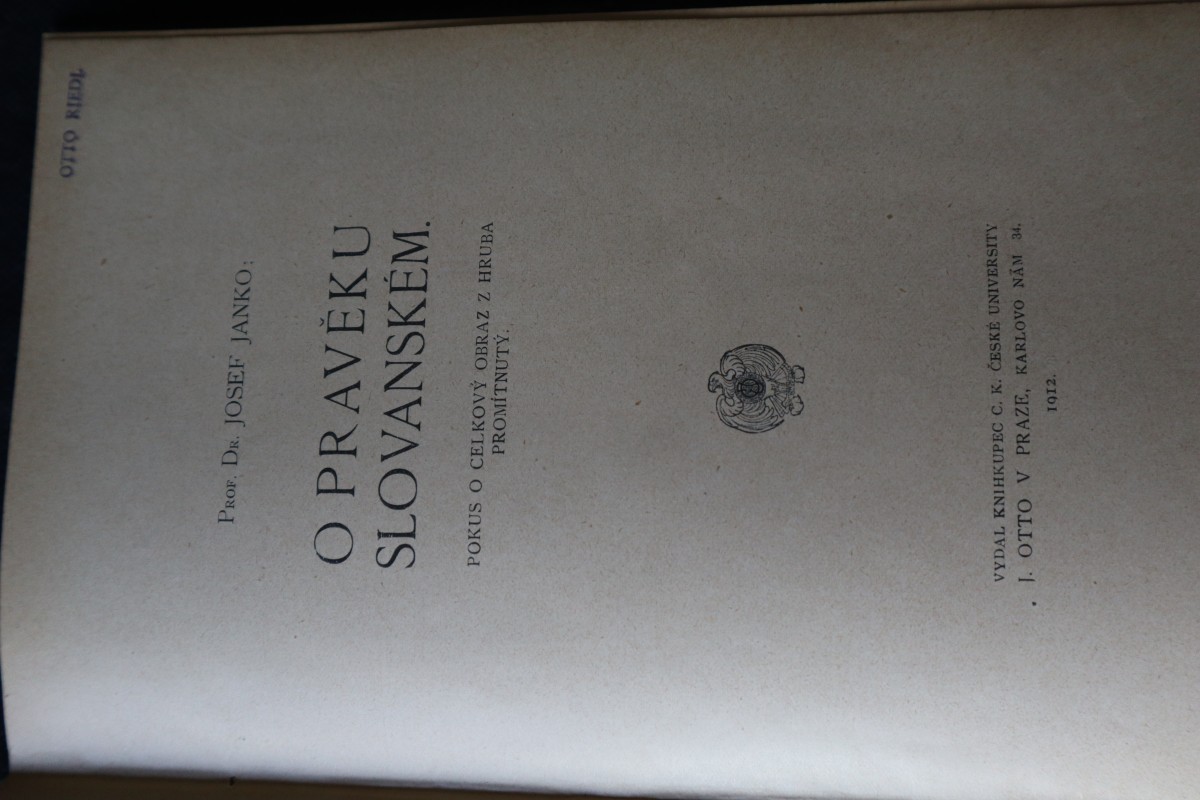 OTTO RIEDL
PROF. DR. JOSEF JANKO:
O PRAVĚKU
SLOVANSKÉM.
POKUS O CELKOVÝ OBRAZ Z HRUBA
PROMÍTNUTÝ.
VYDAL KNIHKUPEC C. K. ČESKÉ UNIVERSITY
J. OTTO V PRAZE, KARLOVO NÁM 34.
1912.